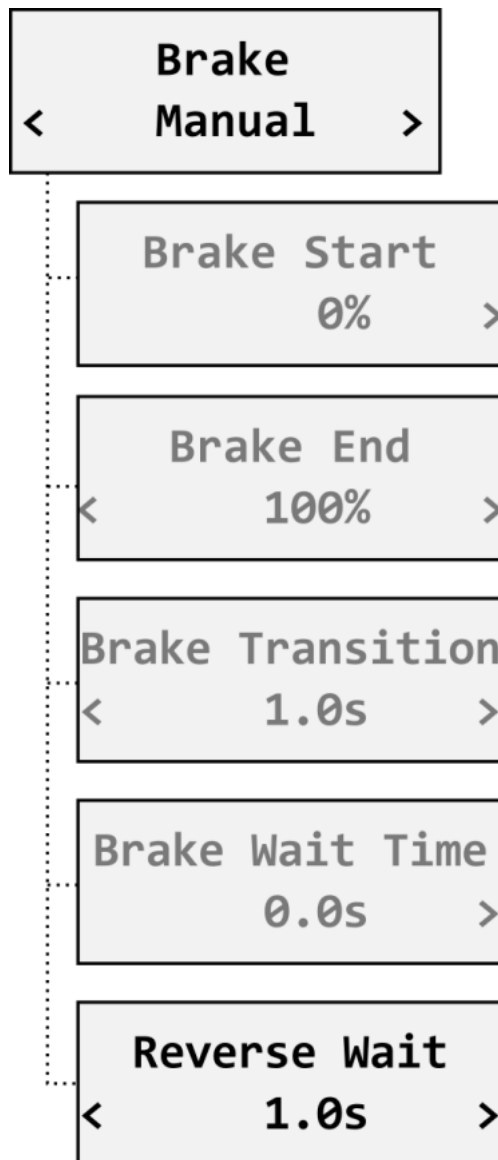 Brake
< Manual >
Brake Start
0% >
Brake End
< 100% >
Brake Transition
< 1.0s >
Brake Wait Time
0.0s >
Reverse Wait
< 1.0s >